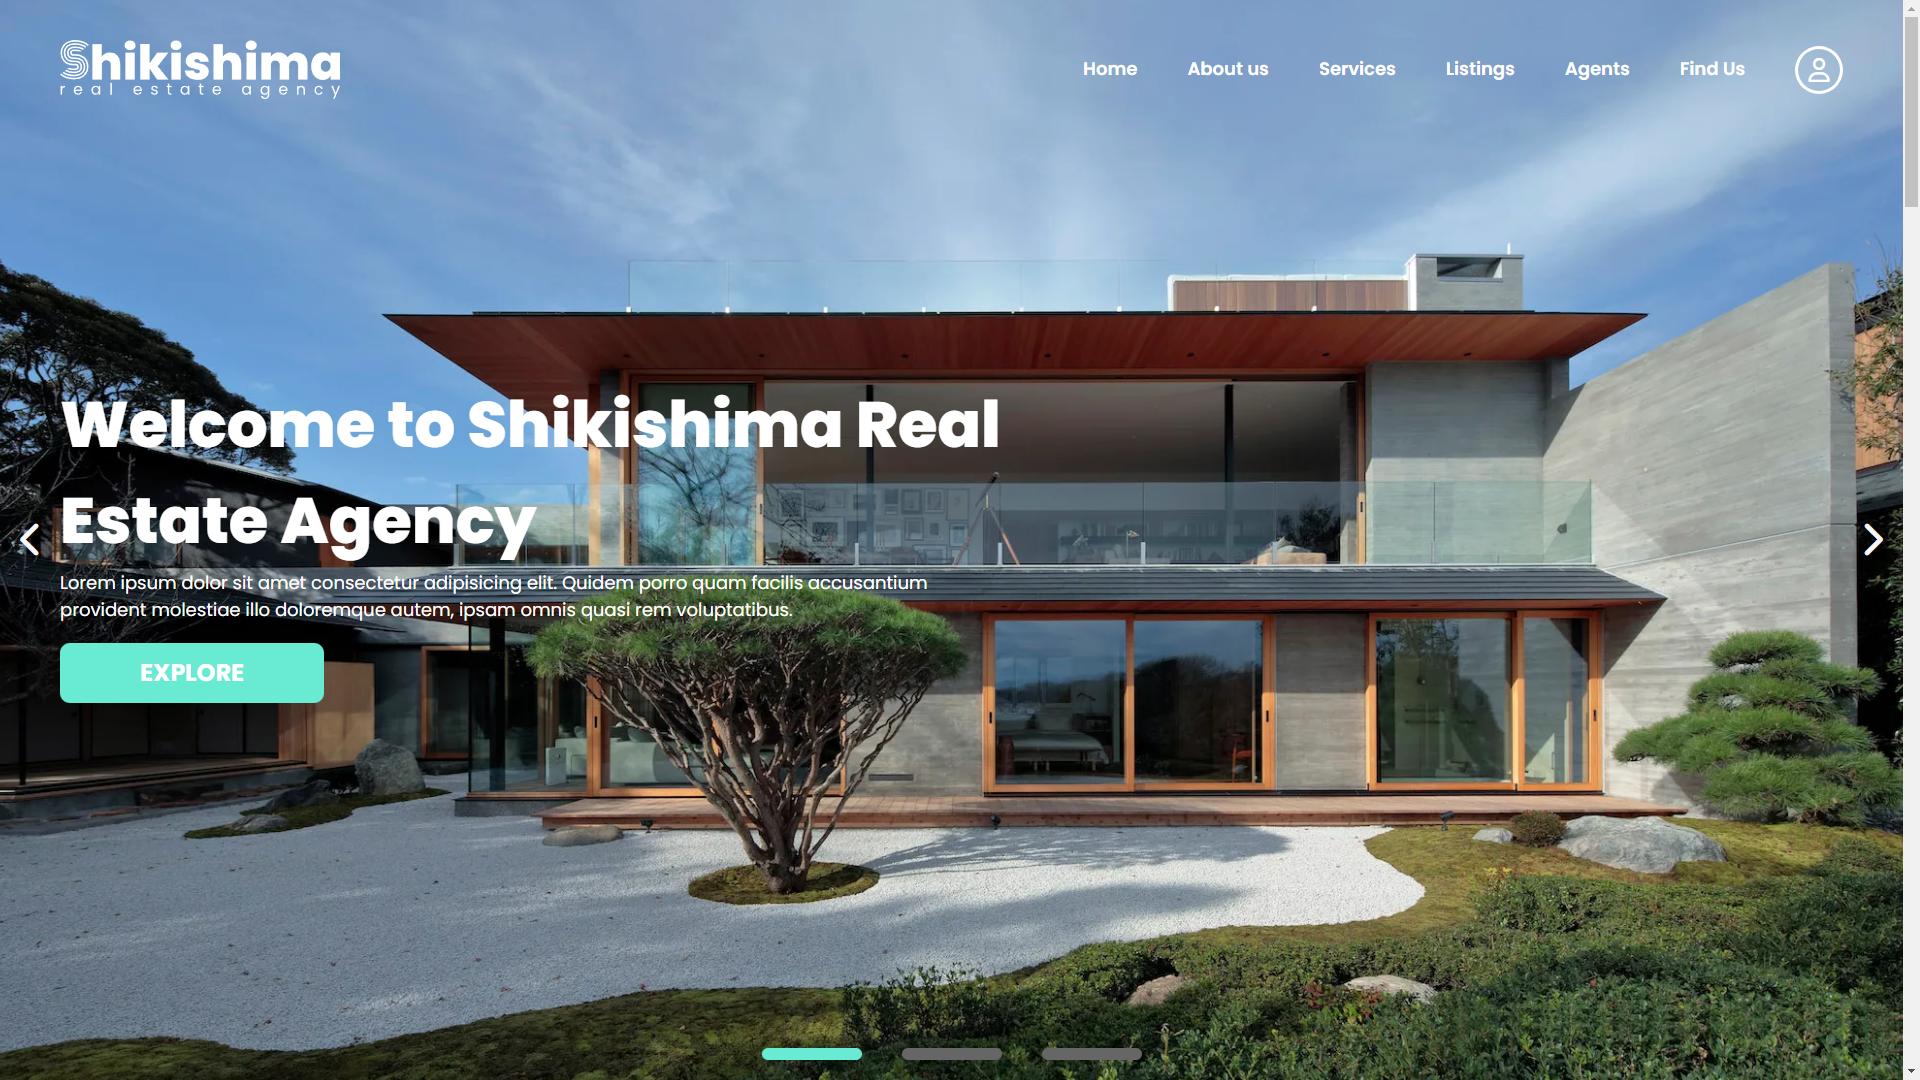 Shikishima
real estate agency
Home About us Services Listings Agents Find Us
Welcome to Shikishima Real
Estate Agency
Lorem ipsum dolor sit amet consectetur adipisicing elit. Quidem porro quam facilis accusantium
provident molestiae illo doloremque autem, ipsam omnis quasi rem voluptatibus.
EXPLORE